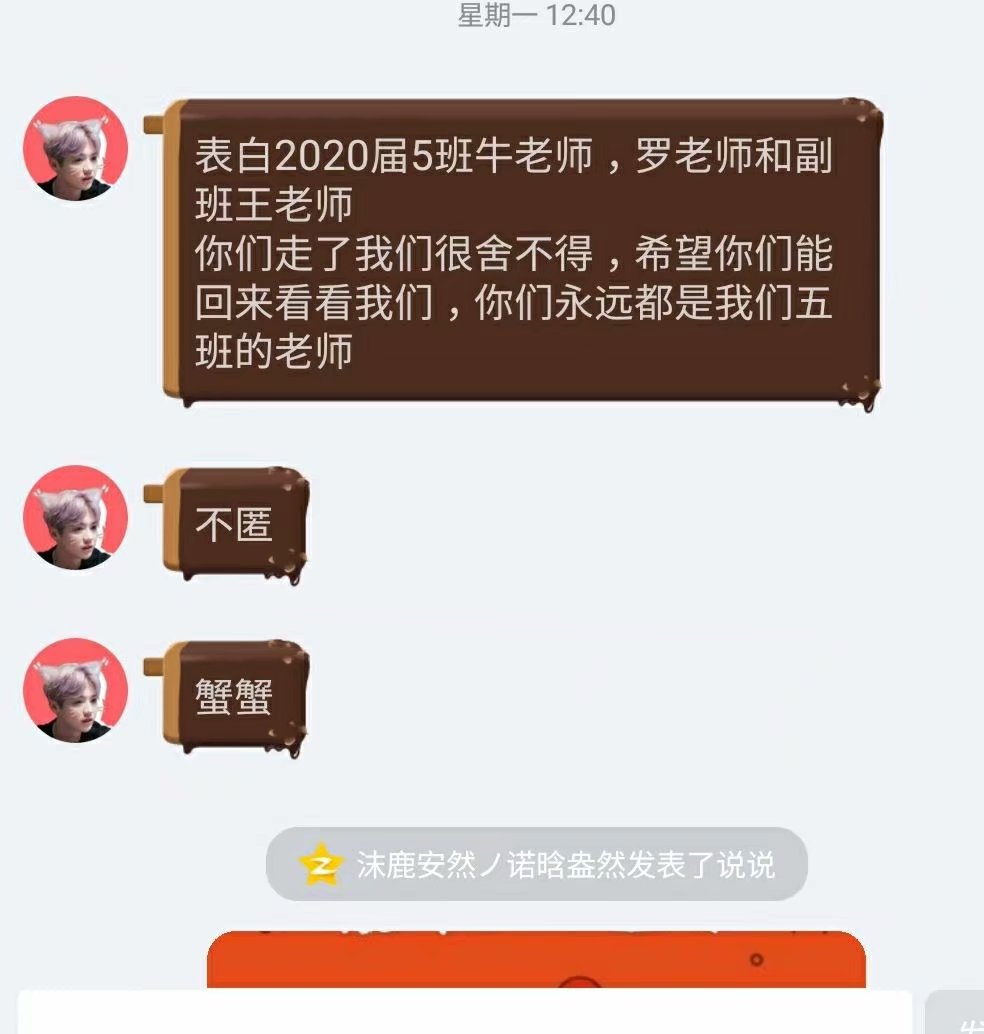 星期一 12:40
表白2020届5班牛老师，罗老师和副
班王老师
你们走了我们很舍不得，希望你们能
回来看看我们，你们永远都是我们五
班的老师
不匿
蟹蟹
沫鹿安然ノ诺晗盎然发表了说说